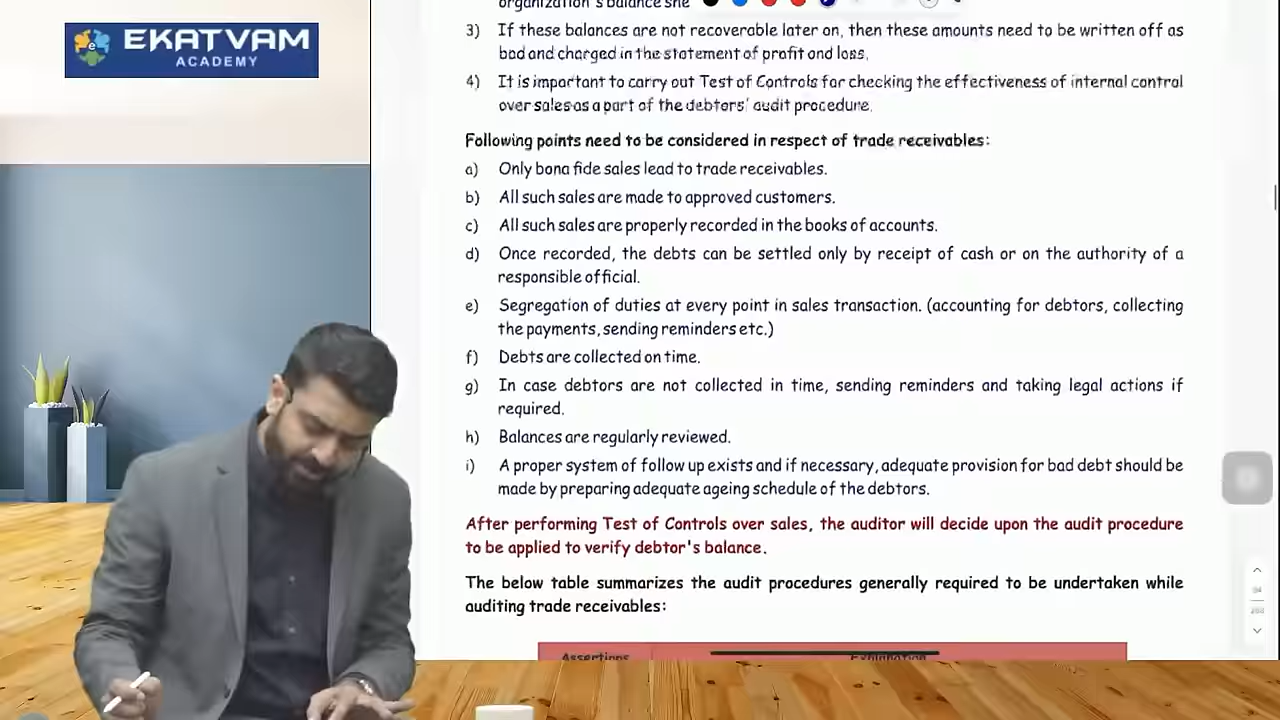 EKATVAM
ACADEMY
organization's balance she
3) If these balances are not recoverable later on, then these amounts need to be written off as
bad and charged in the statement of profit and loss.
4) It is important to carry out Test of Controls for checking the effectiveness of internal control
over sales as a part of the debtors' audit procedure.
Following points need to be considered in respect of trade receivables:
a) Only bona fide sales lead to trade receivables.
b) All such sales are made to approved customers.
c) All such sales are properly recorded in the books of accounts.
d) Once recorded, the debts can be settled only by receipt of cash or on the authority of a
responsible official.
e) Segregation of duties at every point in sales transaction. (accounting for debtors, collecting
the payments, sending reminders etc.)
f) Debts are collected on time.
g) In case debtors are not collected in time, sending reminders and taking legal actions if
required.
h) Balances are regularly reviewed.
i) A proper system of follow up exists and if necessary, adequate provision for bad debt should be
made by preparing adequate ageing schedule of the debtors.
After performing Test of Controls over sales, the auditor will decide upon the audit procedure
to be applied to verify debtor's balance.
The below table summarizes the audit procedures generally required to be undertaken while
auditing trade receivables:
Assertions Explanation